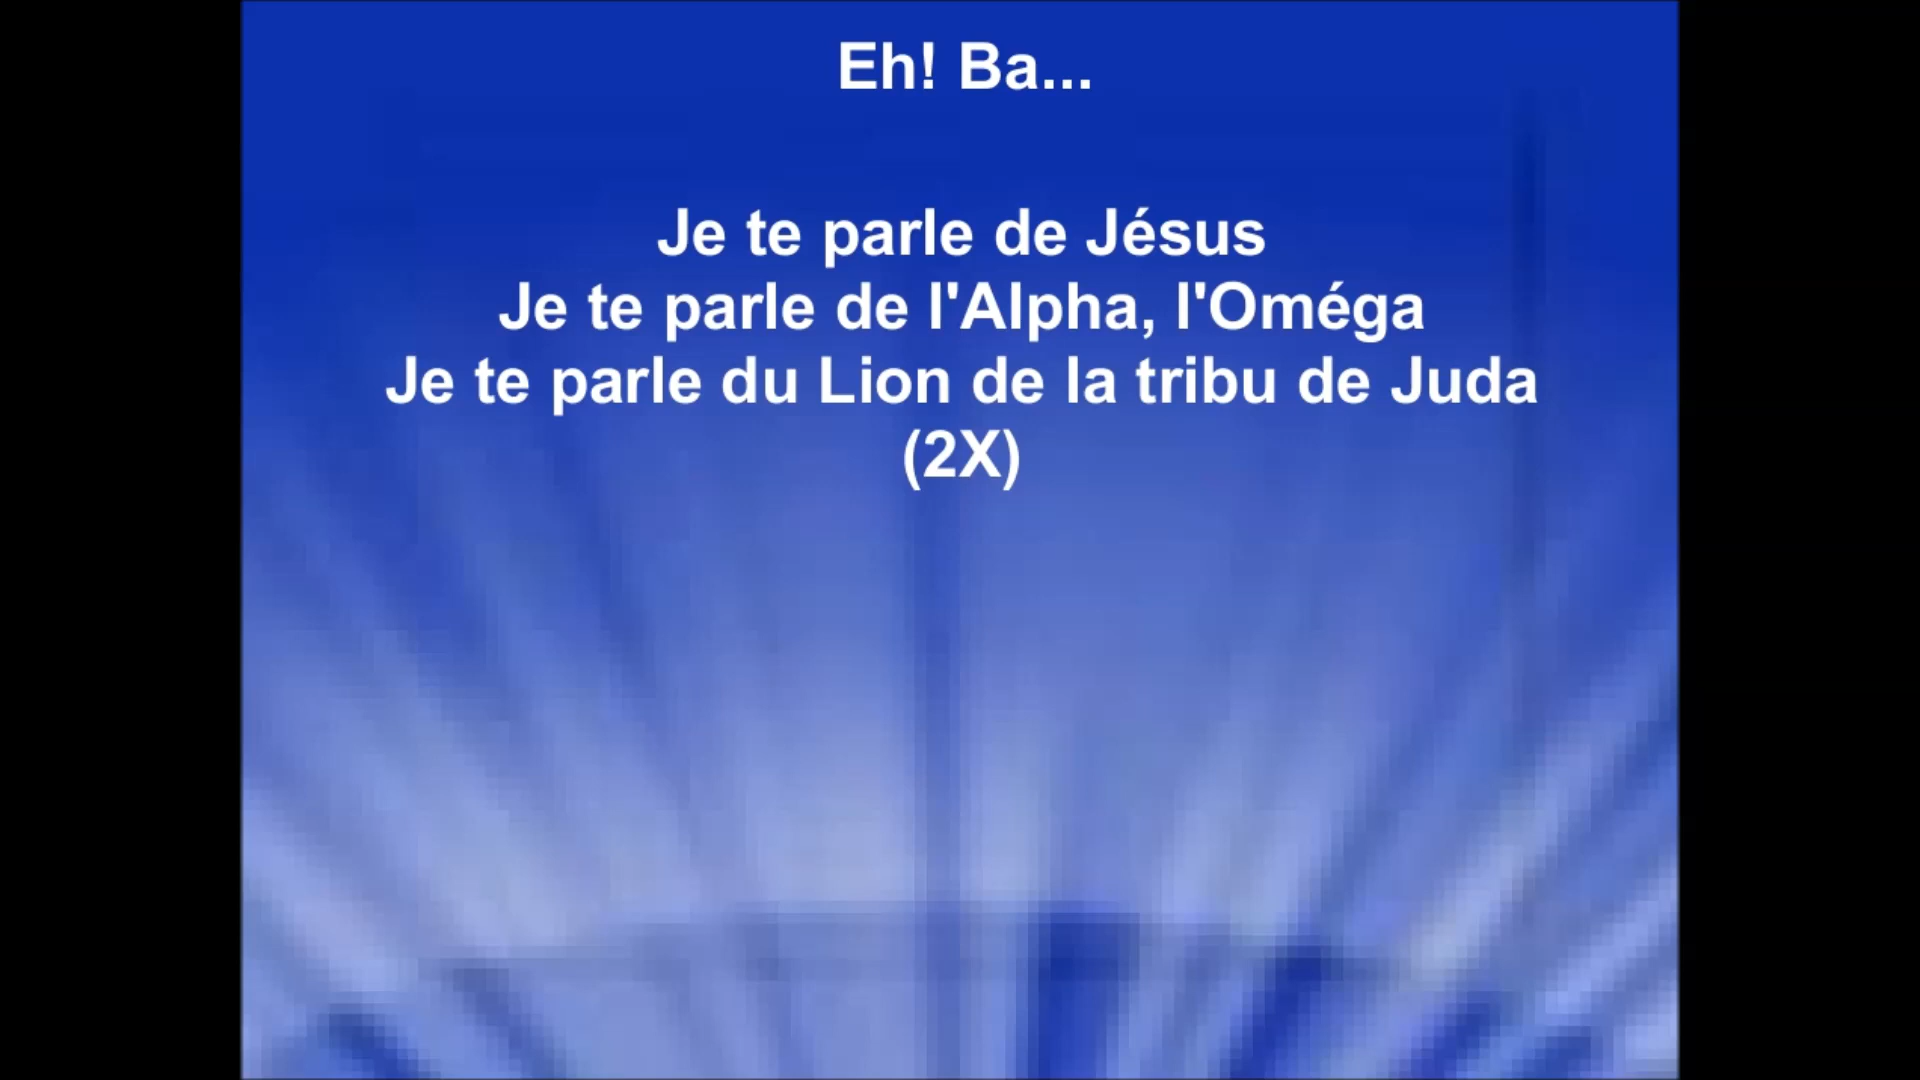 Eh! Ba...
Je te parle de Jésus
Je te parle de l'Alpha, l'Oméga
Je te parle du Lion de la tribu de Juda
(2X)